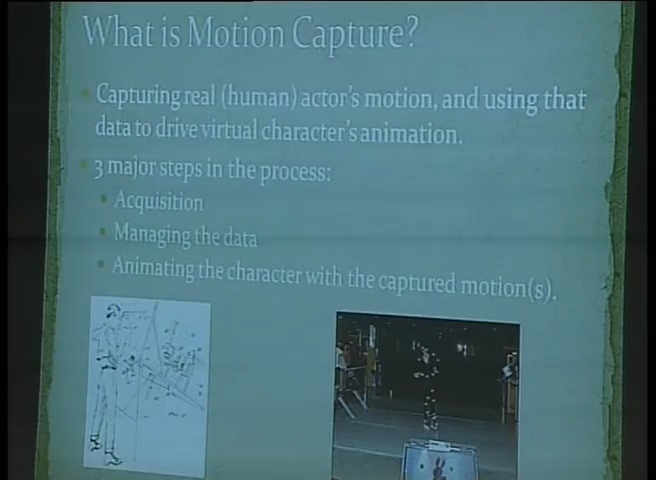 What is Motion Capture?
Capturing real (human) actor's motion, and using that
data to drive virtual character's animation.
3 major steps in the process:
Acquisition
Managing the data
Animating the character with the captured motion(s).